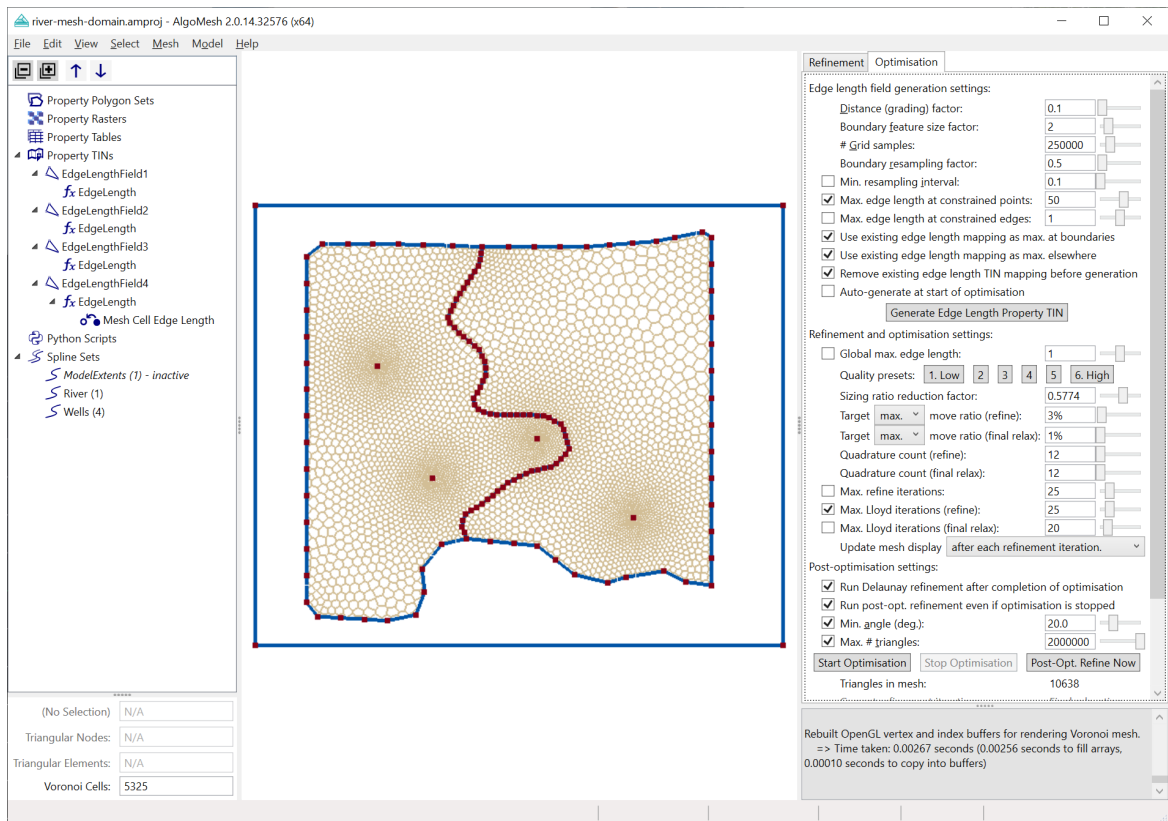 river-mesh-domain.amproj - AlgoMesh 2.0.14.32576 (x64)
File Edit View Select Mesh Model Help
Property Polygon Sets
Property Rasters
Property Tables
Property TINs
EdgeLengthField1
fx EdgeLength
EdgeLengthField2
fx EdgeLength
EdgeLengthField3
fx EdgeLength
EdgeLengthField4
fx EdgeLength
Mesh Cell Edge Length
Python Scripts
Spline Sets
ModelExtents (1) - inactive
River (1)
Wells (4)
(No Selection) N/A
Triangular Nodes: N/A
Triangular Elements: N/A
Voronoi Cells: 5325
Refinement Optimisation
Edge length field generation settings:
Distance (grading) factor: 0.1
Boundary feature size factor: 2
# Grid samples: 250000
Boundary resampling factor: 0.5
Min. resampling interval: 0.1
Max. edge length at constrained points: 50
Max. edge length at constrained edges: 1
Use existing edge length mapping as max. at boundaries
Use existing edge length mapping as max. elsewhere
Remove existing edge length TIN mapping before generation
Auto-generate at start of optimisation
Generate Edge Length Property TIN
Refinement and optimisation settings:
Global max. edge length: 1
Quality presets: 1. Low 2 3 4 5 6. High
Sizing ratio reduction factor: 0.5774
Target max. move ratio (refine): 3%
Target max. move ratio (final relax): 1%
Quadrature count (refine): 12
Quadrature count (final relax): 12
Max. refine iterations: 25
Max. Lloyd iterations (refine): 25
Max. Lloyd iterations (final relax): 20
Update mesh display after each refinement iteration.
Post-optimisation settings:
Run Delaunay refinement after completion of optimisation
Run post-opt. refinement even if optimisation is stopped
Min. angle (deg.): 20.0
Max. # triangles: 2000000
Start Optimisation Stop Optimisation Post-Opt. Refine Now
Triangles in mesh: 10638
Rebuilt OpenGL vertex and index buffers for rendering Voronoi mesh.
=> Time taken: 0.00267 seconds (0.00256 seconds to fill arrays,
0.00010 seconds to copy into buffers)